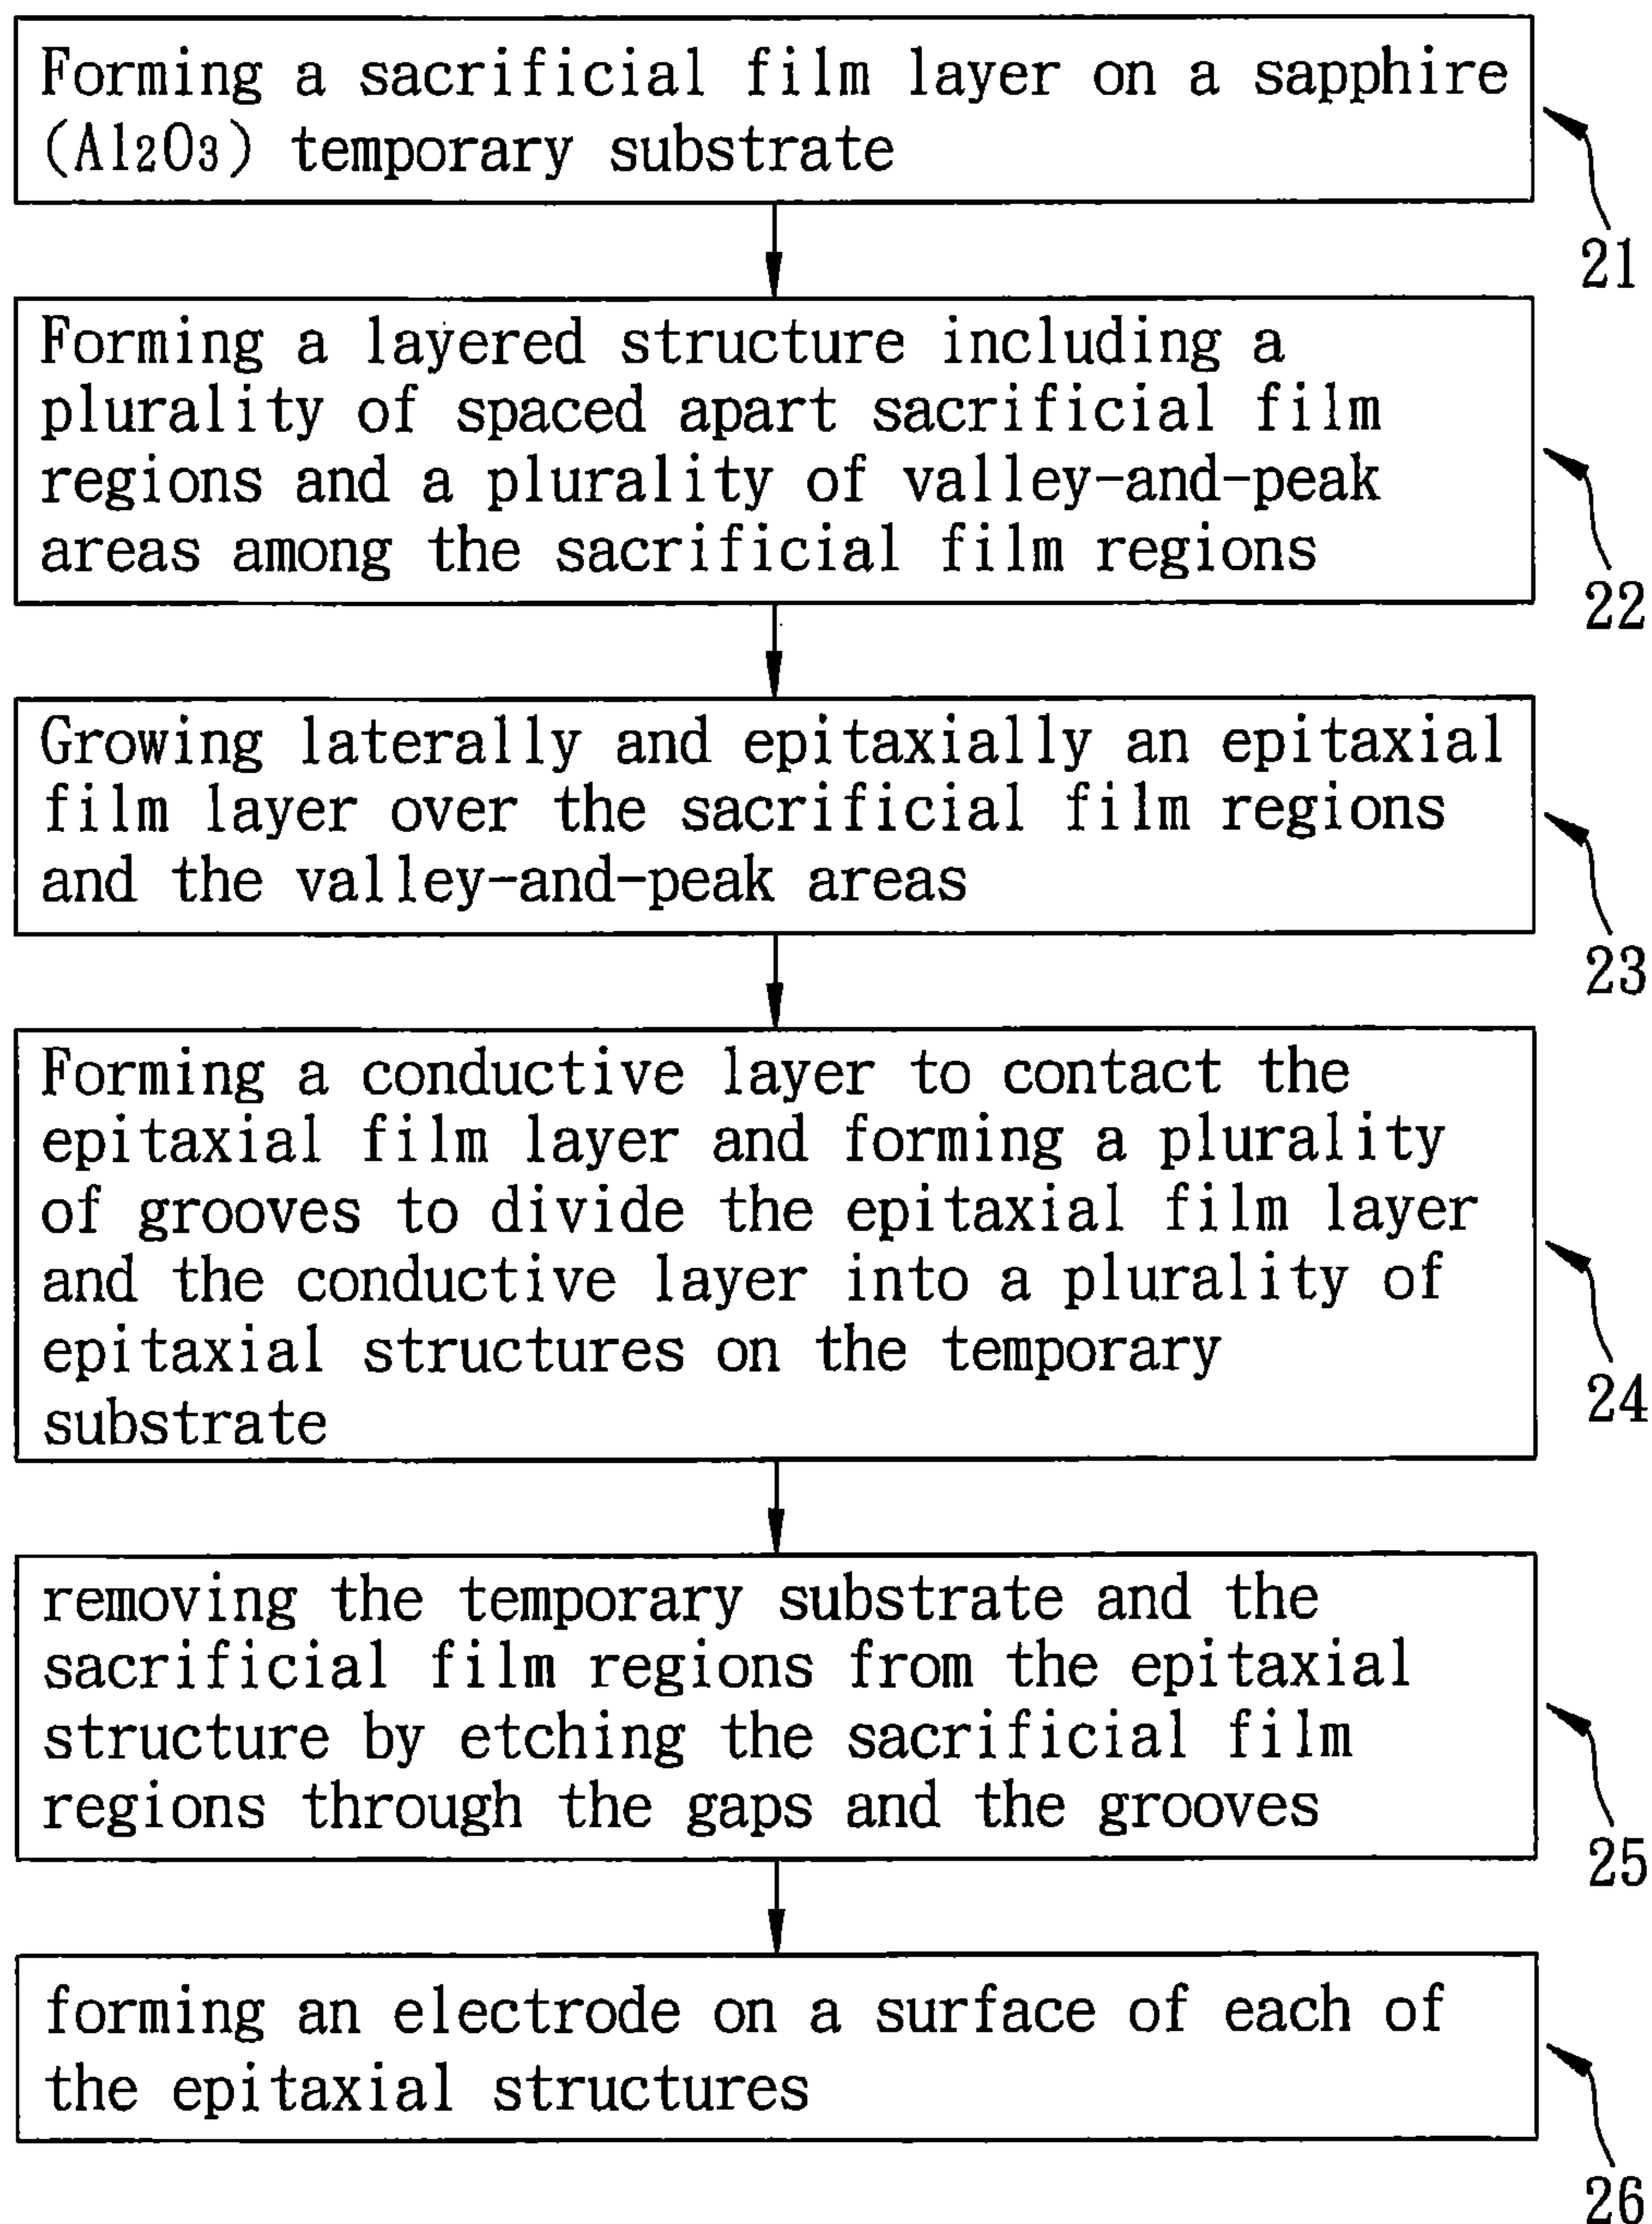 Forming a sacrificial film layer on a sapphire
(Al2O3) temporary substrate
21
Forming a layered structure including a
plurality of spaced apart sacrificial film
regions and a plurality of valley-and-peak
areas among the sacrificial film regions
22
Growing laterally and epitaxially an epitaxial
film layer over the sacrificial film regions
and the valley-and-peak areas
23
Forming a conductive layer to contact the
epitaxial film layer and forming a plurality
of grooves to divide the epitaxial film layer
and the conductive layer into a plurality of
epitaxial structures on the temporary
substrate
24
removing the temporary substrate and the
sacrificial film regions from the epitaxial
structure by etching the sacrificial film
regions through the gaps and the grooves
25
forming an electrode on a surface of each of
the epitaxial structures
26